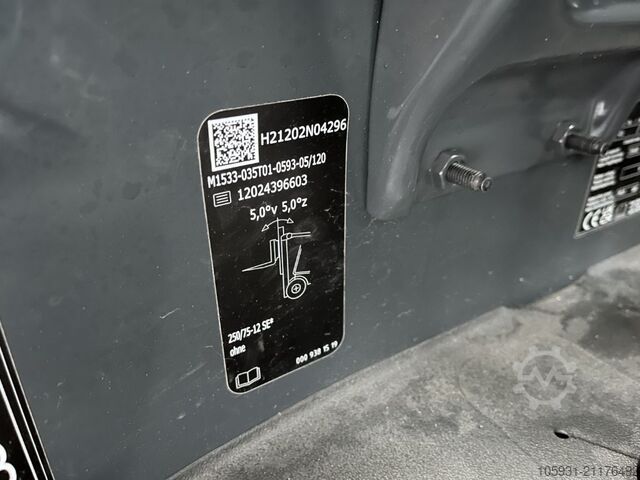 H21202N04296
M1533-035T01-0593-05/120
12024396603
5,0°v 5,0°z
250/75-12 SE*
ohne
000 938 15 19
105931-21176438